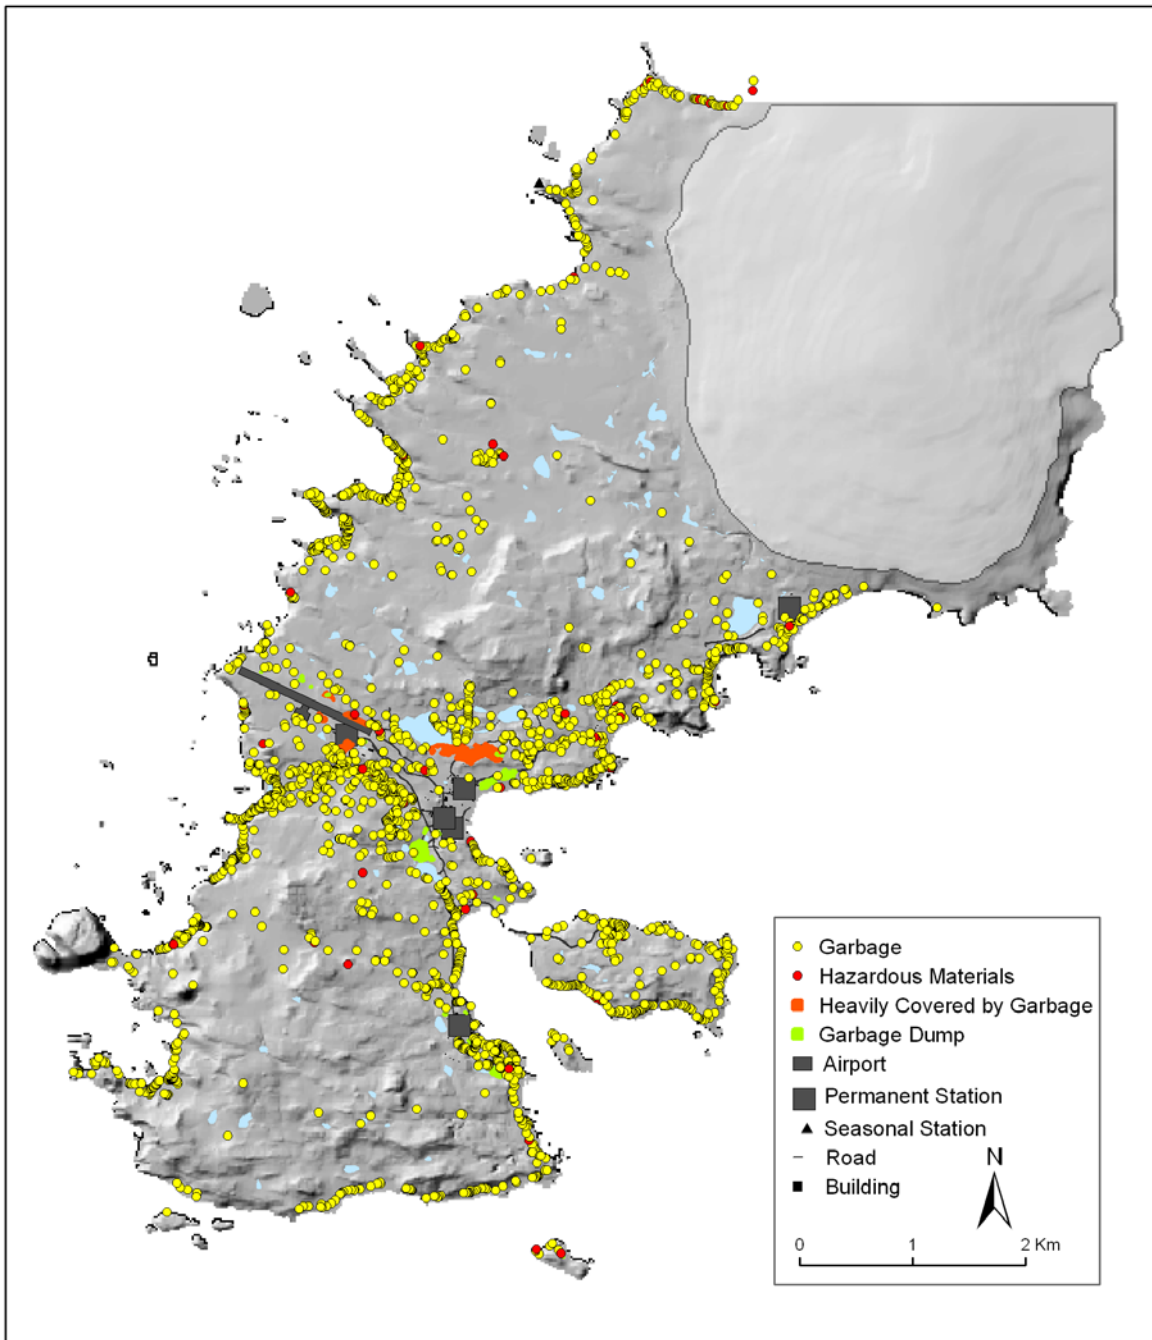 Garbage
Hazardous Materials
Heavily Covered by Garbage
Garbage Dump
Airport
Permanent Station
Seasonal Station
Road
Building
N
0 1 2 Km